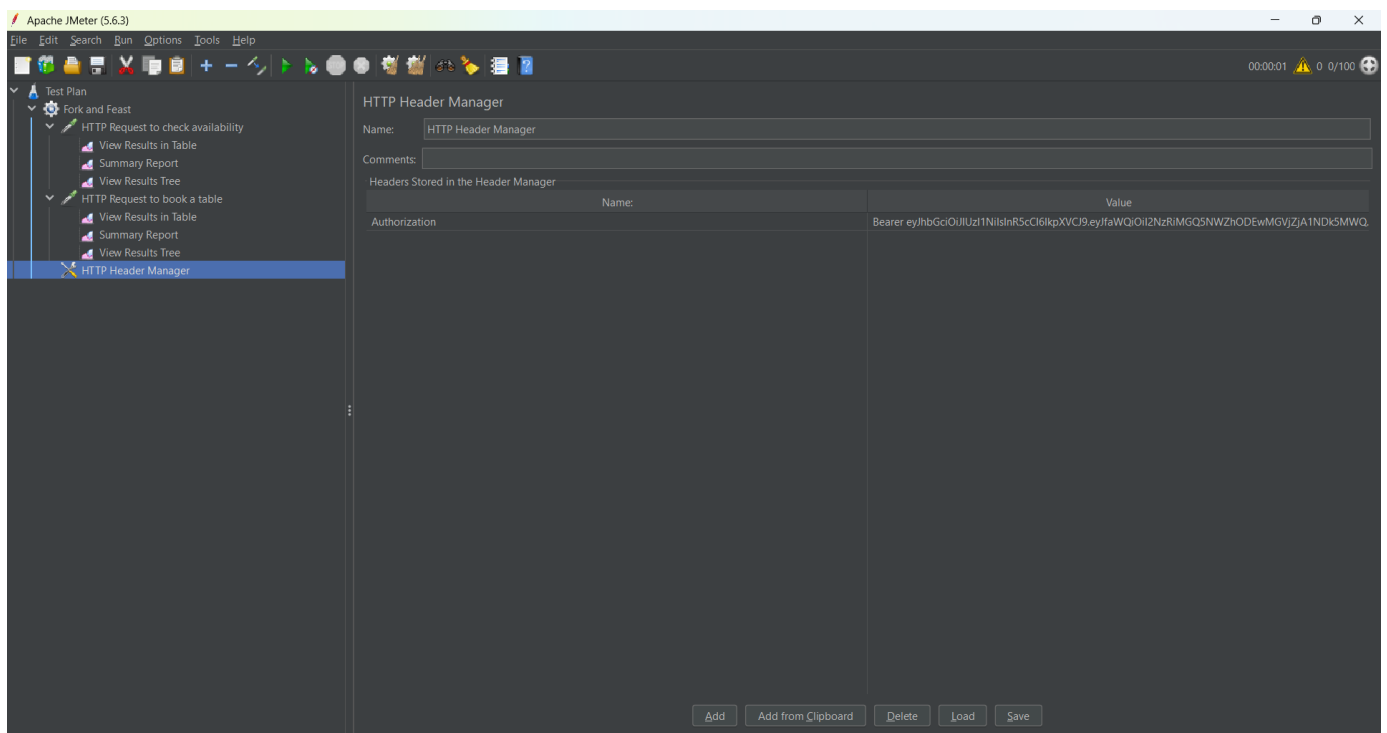 Apache JMeter (5.6.3)
File Edit Search Run Options Tools Help
00:00:01 0 0/100
Test Plan
Fork and Feast
HTTP Request to check availability
View Results in Table
Summary Report
View Results Tree
HTTP Request to book a table
View Results in Table
Summary Report
View Results Tree
HTTP Header Manager
HTTP Header Manager
Name: HTTP Header Manager
Comments:
Headers Stored in the Header Manager
Name: Value
Authorization Bearer
Add Add from Clipboard Delete Load Save